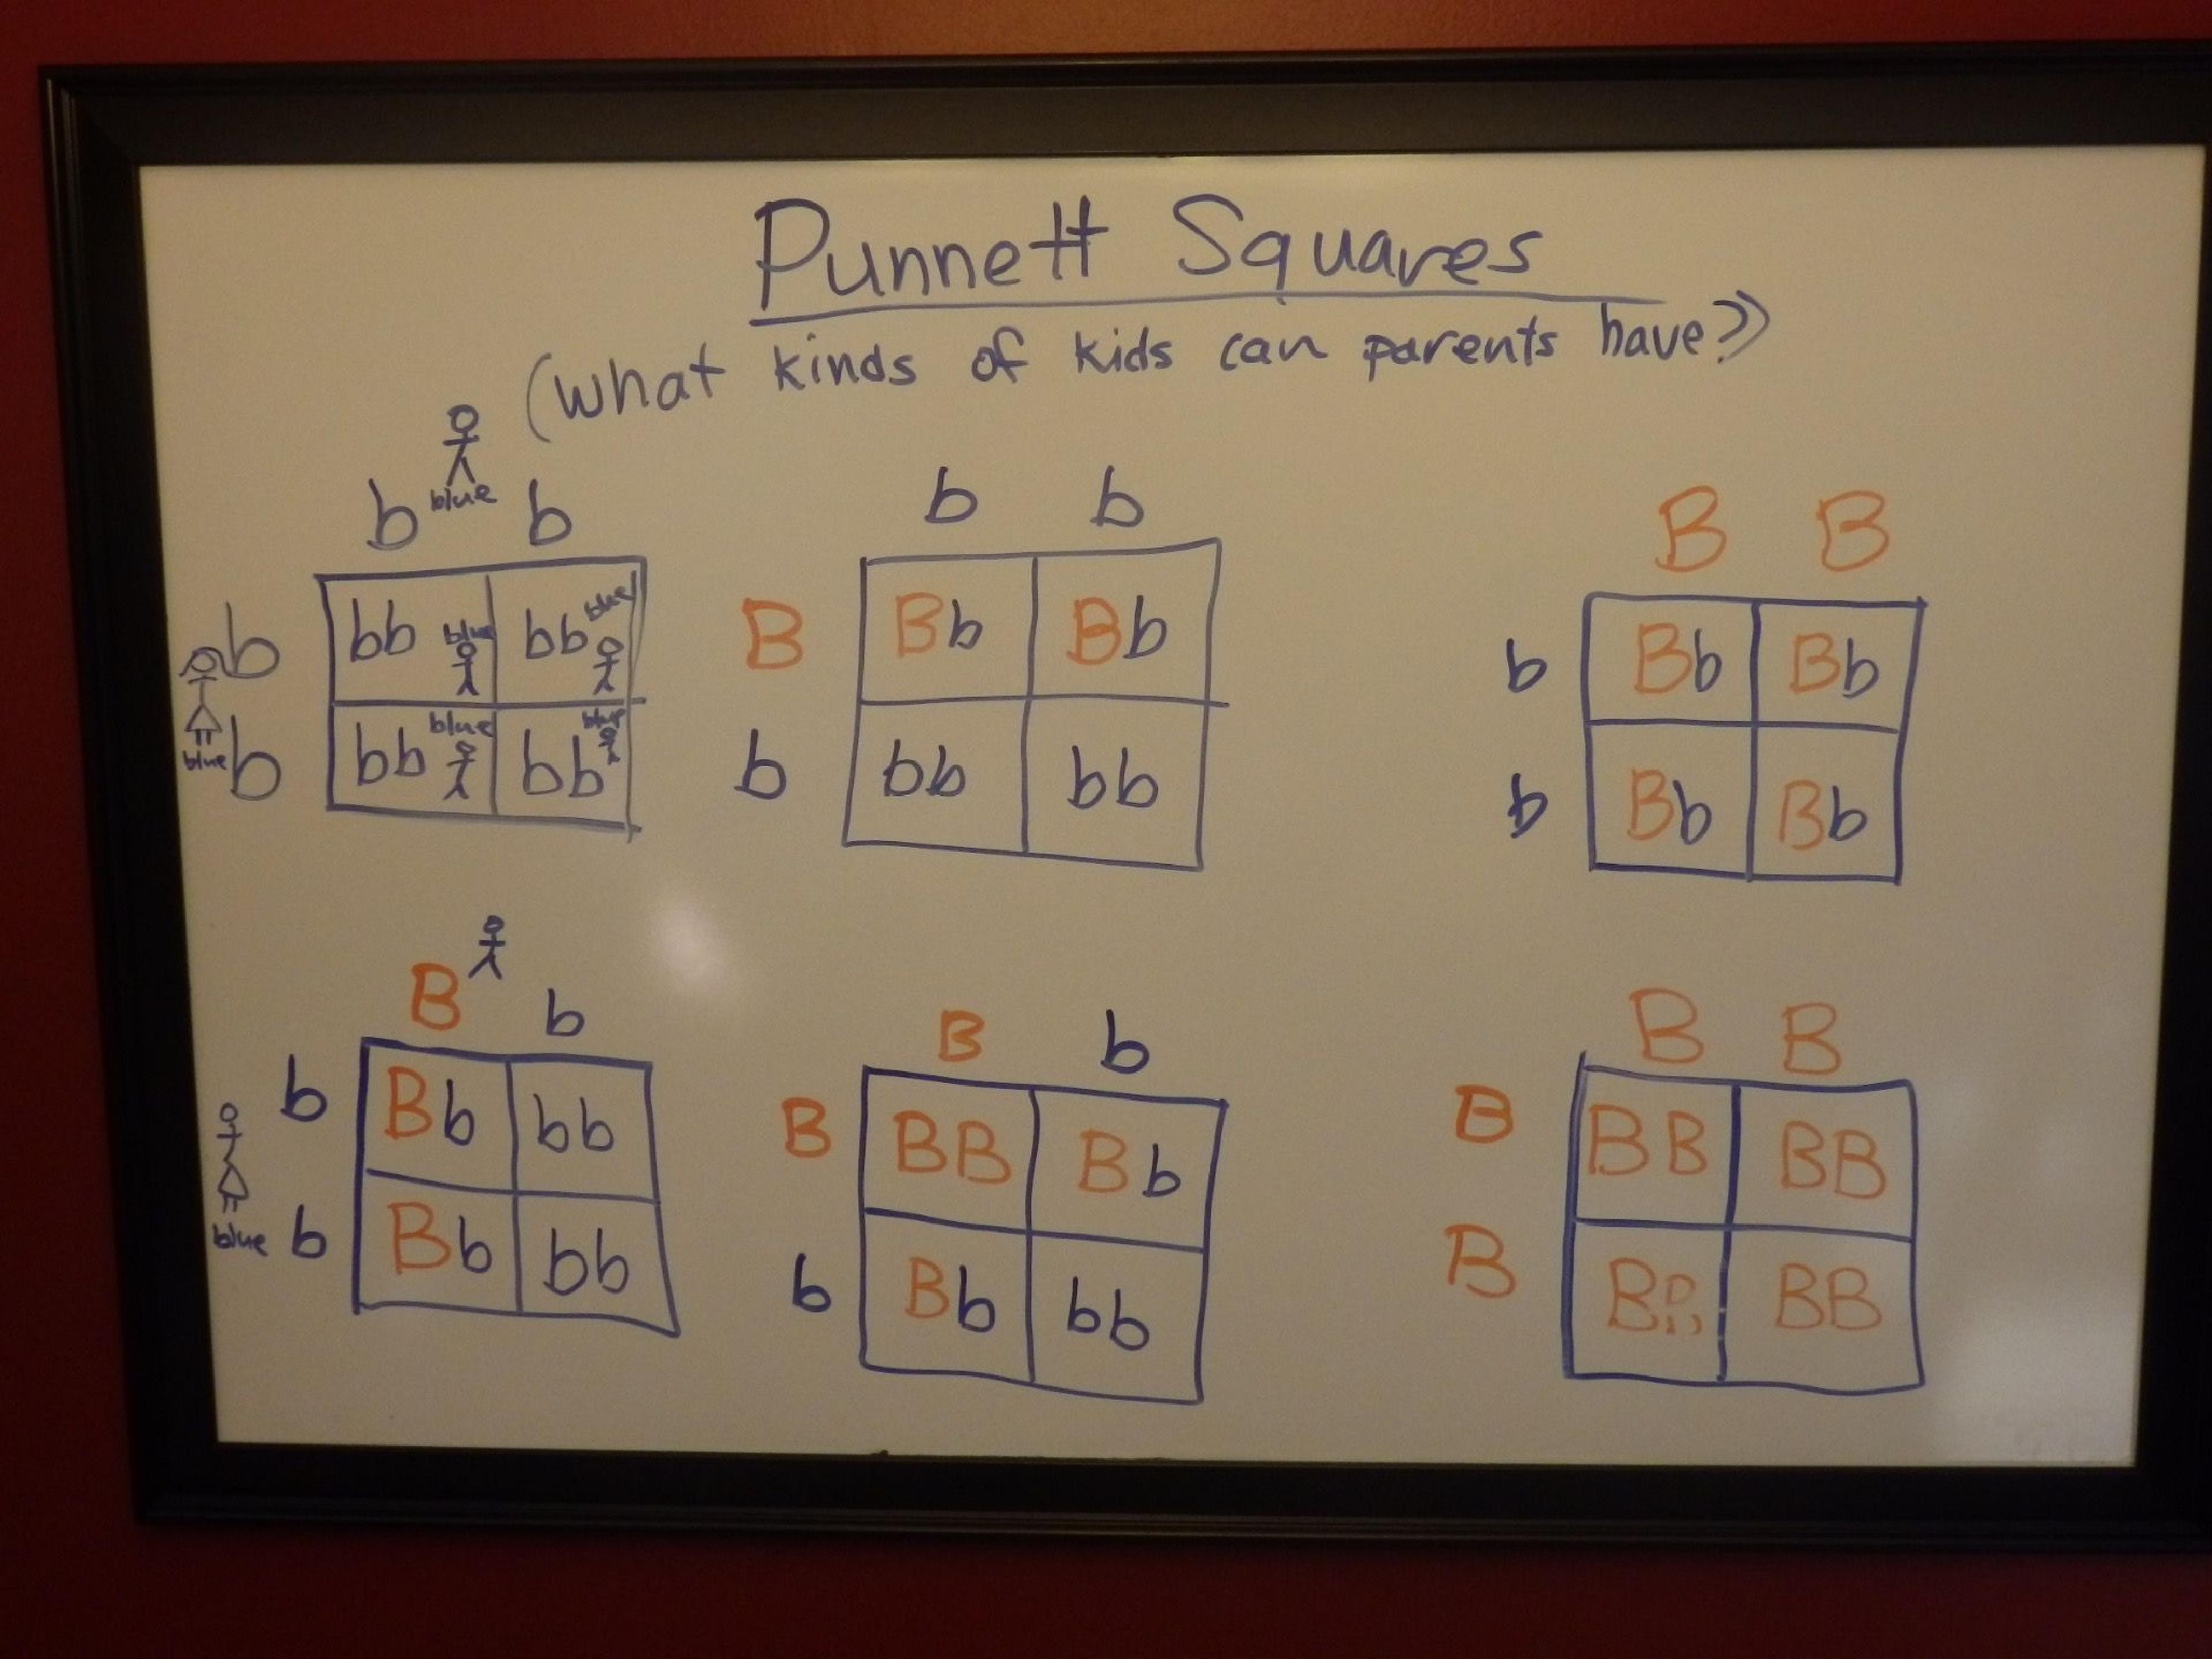 Punnett Squares
(what kinds of kids can parents have?)
b blue b
b bb blue bb blue
blue b bb blue bb blue
b b
B Bb Bb
b bb bb
B B
b Bb Bb
b Bb Bb
B b
b Bb bb
blue b Bb bb
B b
B BB Bb
b Bb bb
B B
B BB BB
B BB BB